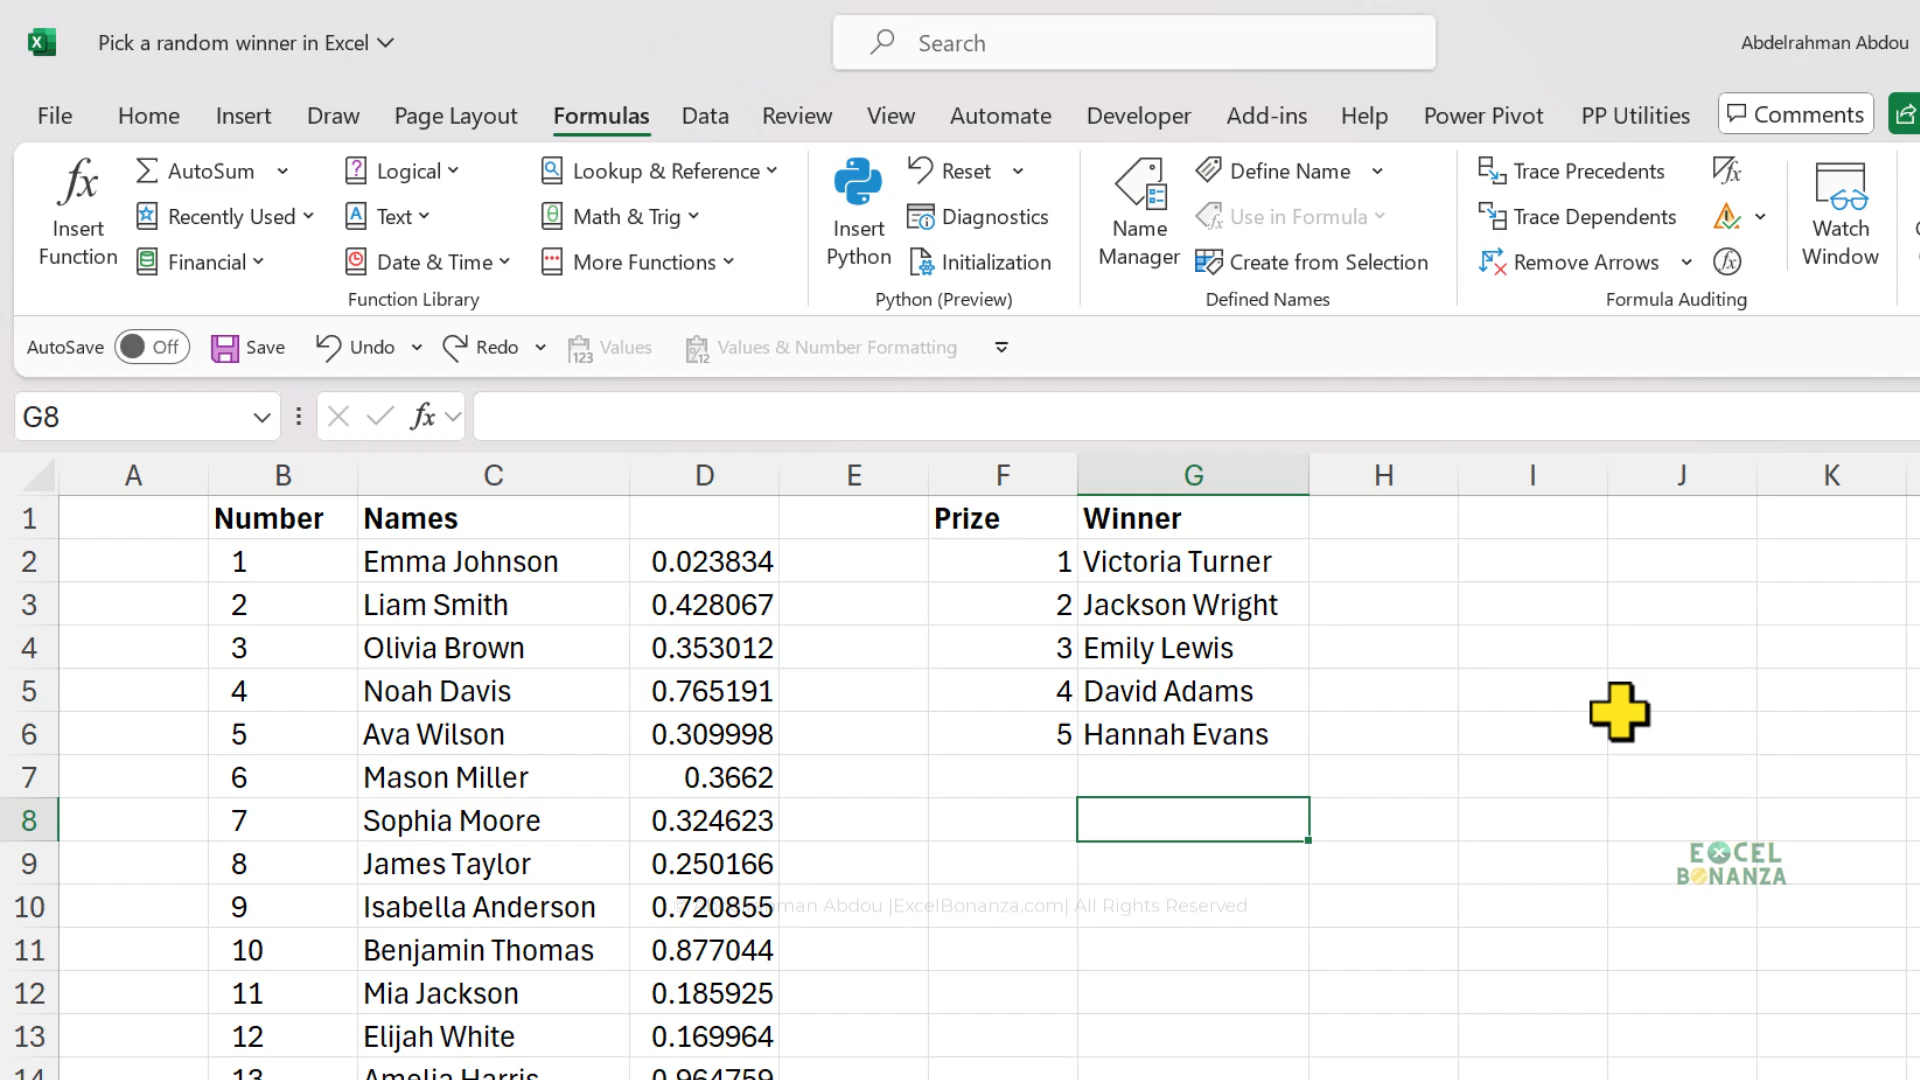 Pick a random winner in Excel
Search
Abdelrahman Abdou
File Home Insert Draw Page Layout Formulas Data Review View Automate Developer Add-ins Help Power Pivot PP Utilities Comments
Insert Function
AutoSum
Recently Used
Financial
Logical
Text
Date & Time
Lookup & Reference
Math & Trig
More Functions
Function Library
Insert Python
Reset
Diagnostics
Initialization
Python (Preview)
Name Manager
Define Name
Use in Formula
Create from Selection
Defined Names
Trace Precedents
Trace Dependents
Remove Arrows
Formula Auditing
Watch Window
AutoSave Off Save Undo Redo Values Values & Number Formatting
G8 fx
A B C D E F G H I J K
1 Number Names Prize Winner
2 1 Emma Johnson 0.023834 1 Victoria Turner
3 2 Liam Smith 0.428067 2 Jackson Wright
4 3 Olivia Brown 0.353012 3 Emily Lewis
5 4 Noah Davis 0.765191 4 David Adams
6 5 Ava Wilson 0.309998 5 Hannah Evans
7 6 Mason Miller 0.3662
8 7 Sophia Moore 0.324623
9 8 James Taylor 0.250166
EXCEL
BONANZA
10 9 Isabella Anderson 0.720855 Abdou |ExcelBonanza.com| All Rights Reserved
11 10 Benjamin Thomas 0.877044
12 11 Mia Jackson 0.185925
13 12 Elijah White 0.169964
14 13 Amelia Harris 0.964759